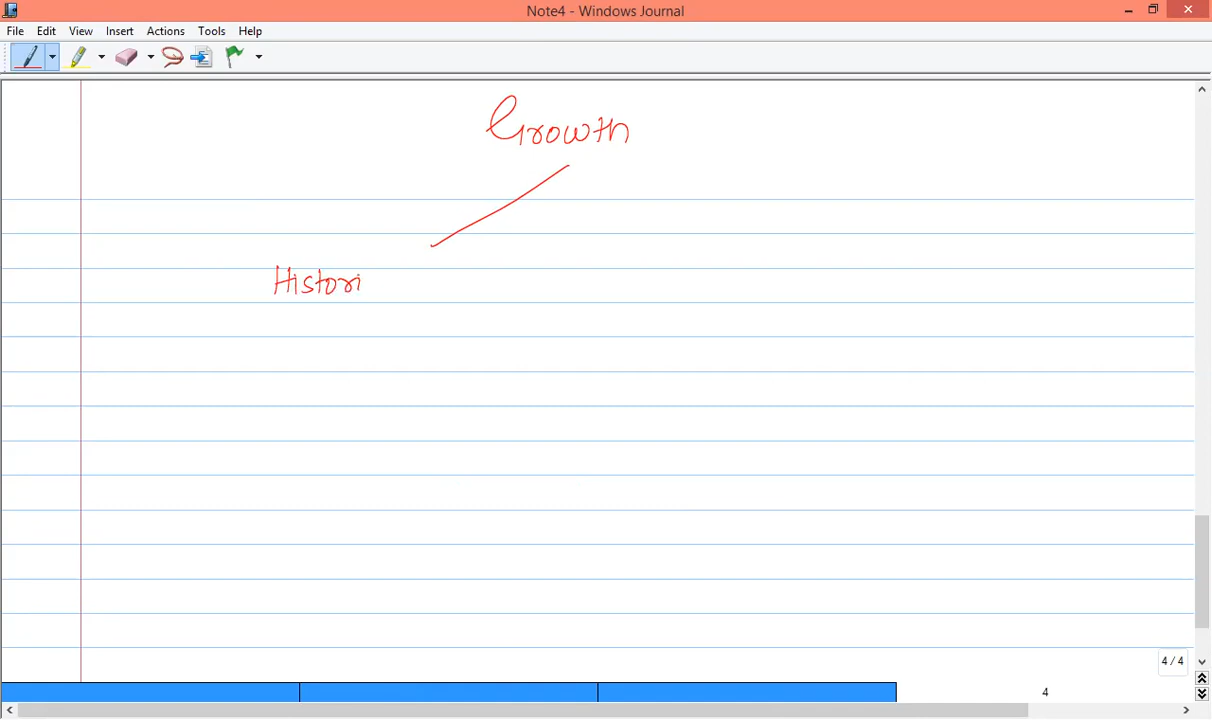 Note4 - Windows Journal
File Edit View Insert Actions Tools Help
Growth
Histori
4 / 4
4